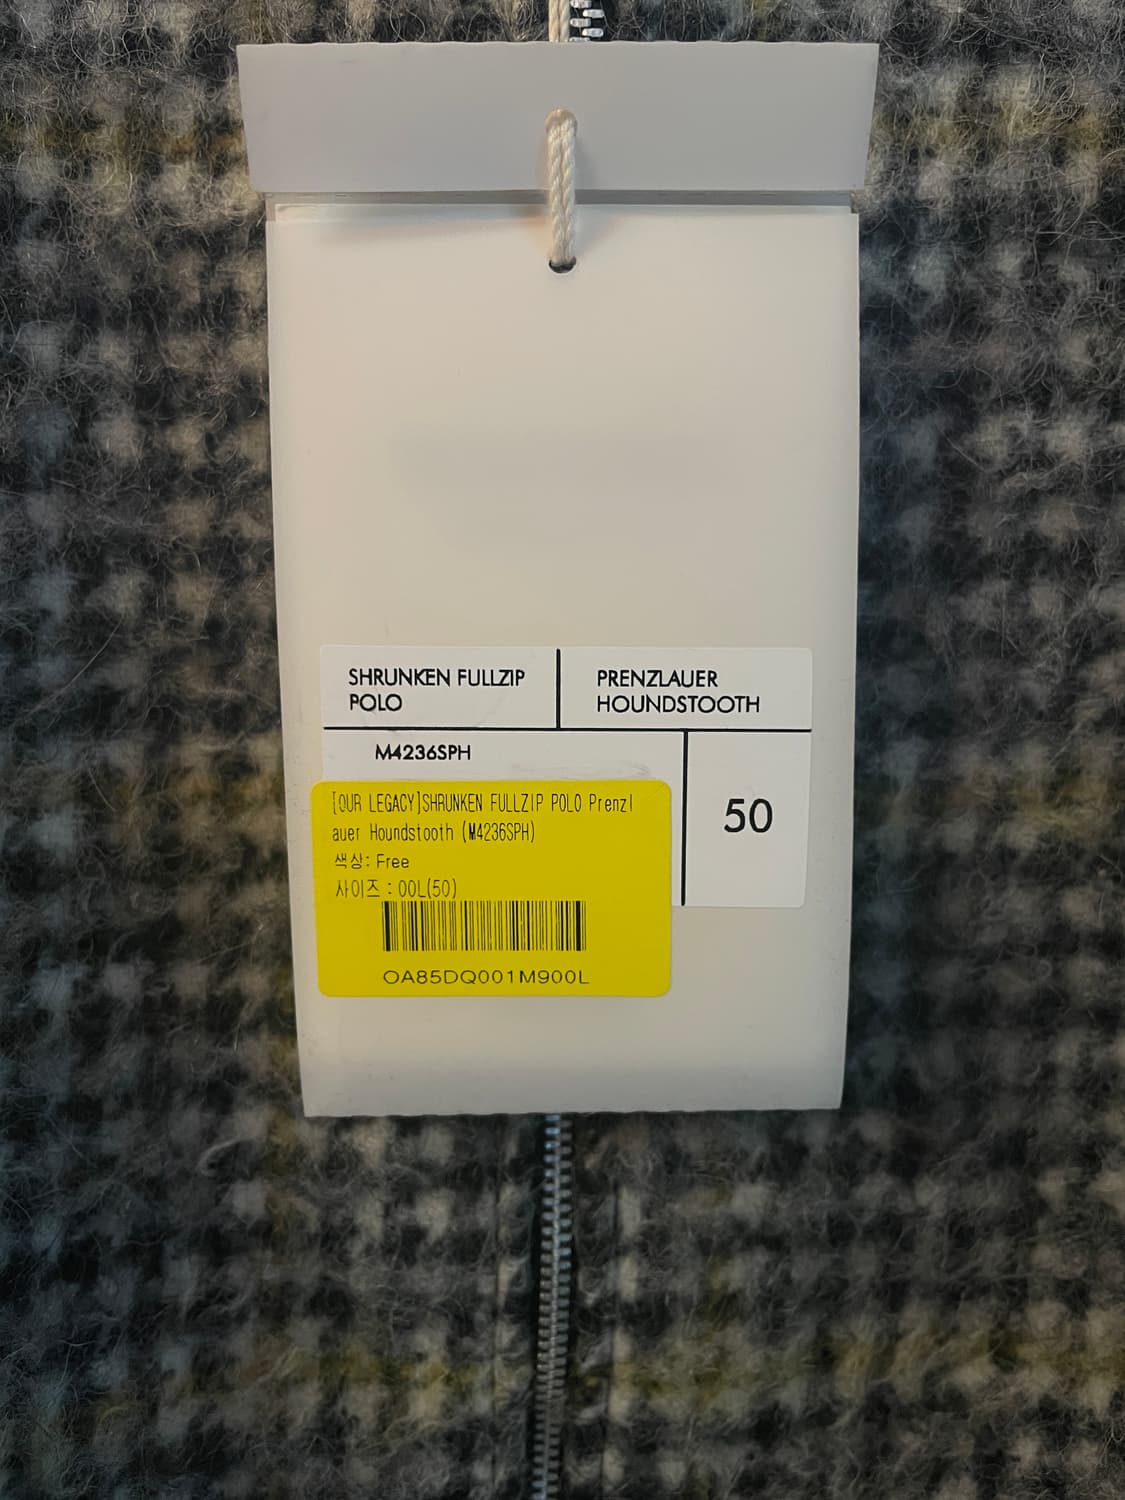 SHRUNKEN FULLZIP
POLO
PRENZLAUER
HOUNDSTOOTH
M4236SPH
50
[OUR LEGACY]SHRUNKEN FULLZIP POLO Prenzl
auer Houndstooth (M4236SPH)
색상: Free
사이즈 : 00L(50)
OA85DQ001M900L